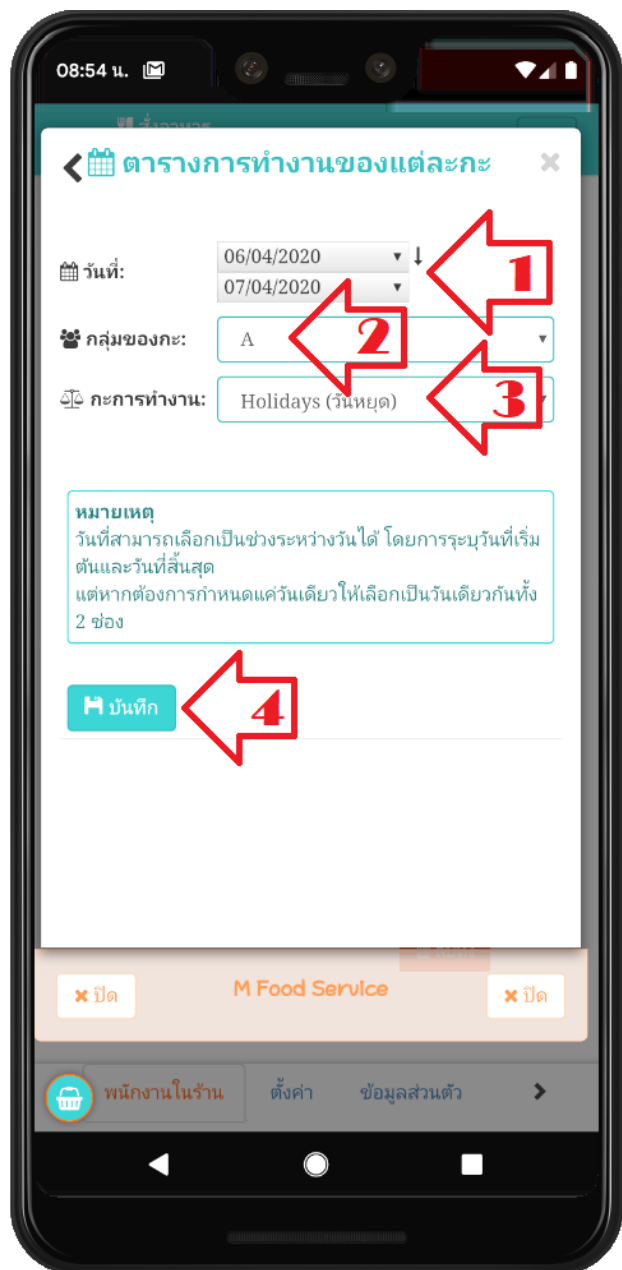 08:54 น.
สั่งอาหาร
ตารางการทำงานของแต่ละกะ
วันที่:
06/04/2020
07/04/2020
1
กลุ่มของกะ:
A
2
กะการทำงาน:
Holidays (วันหยุด)
3
หมายเหตุ
วันที่สามารถเลือกเป็นช่วงระหว่างวันได้ โดยการระบุวันที่เริ่ม
ต้นและวันที่สิ้นสุด
แต่หากต้องการกำหนดแค่วันเดียวให้เลือกเป็นวันเดียวกันทั้ง
2 ช่อง
บันทึก
4
ปิด
M Food Service
ปิด
พนักงานในร้าน
ตั้งค่า
ข้อมูลส่วนตัว